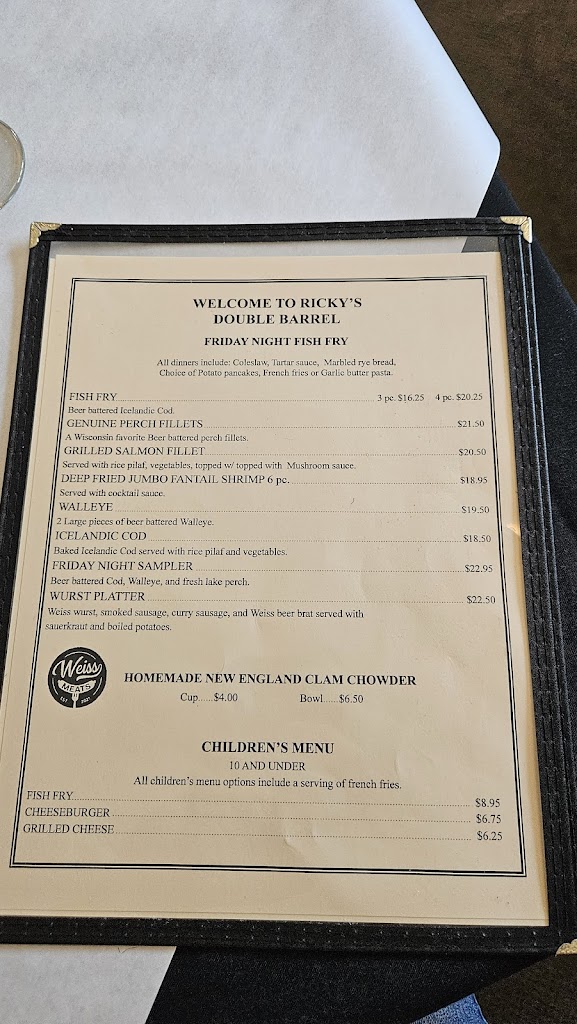 WELCOME TO RICKY'S
DOUBLE BARREL
FRIDAY NIGHT FISH FRY
All dinners include: Coleslaw, Tartar sauce, Marbled rye bread,
Choice of Potato pancakes, French fries or Garlic butter pasta.
FISH FRY 3 pc. $16.25 4 pc. $20.25
Beer battered Icelandic Cod.
GENUINE PERCH FILLETS $21.50
A Wisconsin favorite Beer battered perch fillets.
GRILLED SALMON FILLET $20.50
Served with rice pilaf, vegetables, topped w/ topped with Mushroom sauce.
DEEP FRIED JUMBO FANTAIL SHRIMP 6 pc. $18.95
Served with cocktail sauce.
WALLEYE $19.50
2 Large pieces of beer battered Walleye.
ICELANDIC COD $18.50
Baked Icelandic Cod served with rice pilaf and vegetables.
FRIDAY NIGHT SAMPLER $22.95
Beer battered Cod, Walleye, and fresh lake perch.
WURST PLATTER $22.50
Weiss wurst, smoked sausage, curry sausage, and Weiss beer brat served with
sauerkraut and boiled potatoes.
Weiss
MEATS
EST 2021
HOMEMADE NEW ENGLAND CLAM CHOWDER
Cup......$4.00 Bowl......$6.50
CHILDREN'S MENU
10 AND UNDER
All children's menu options include a serving of french fries.
FISH FRY $8.95
CHEESEBURGER $6.75
GRILLED CHEESE $6.25